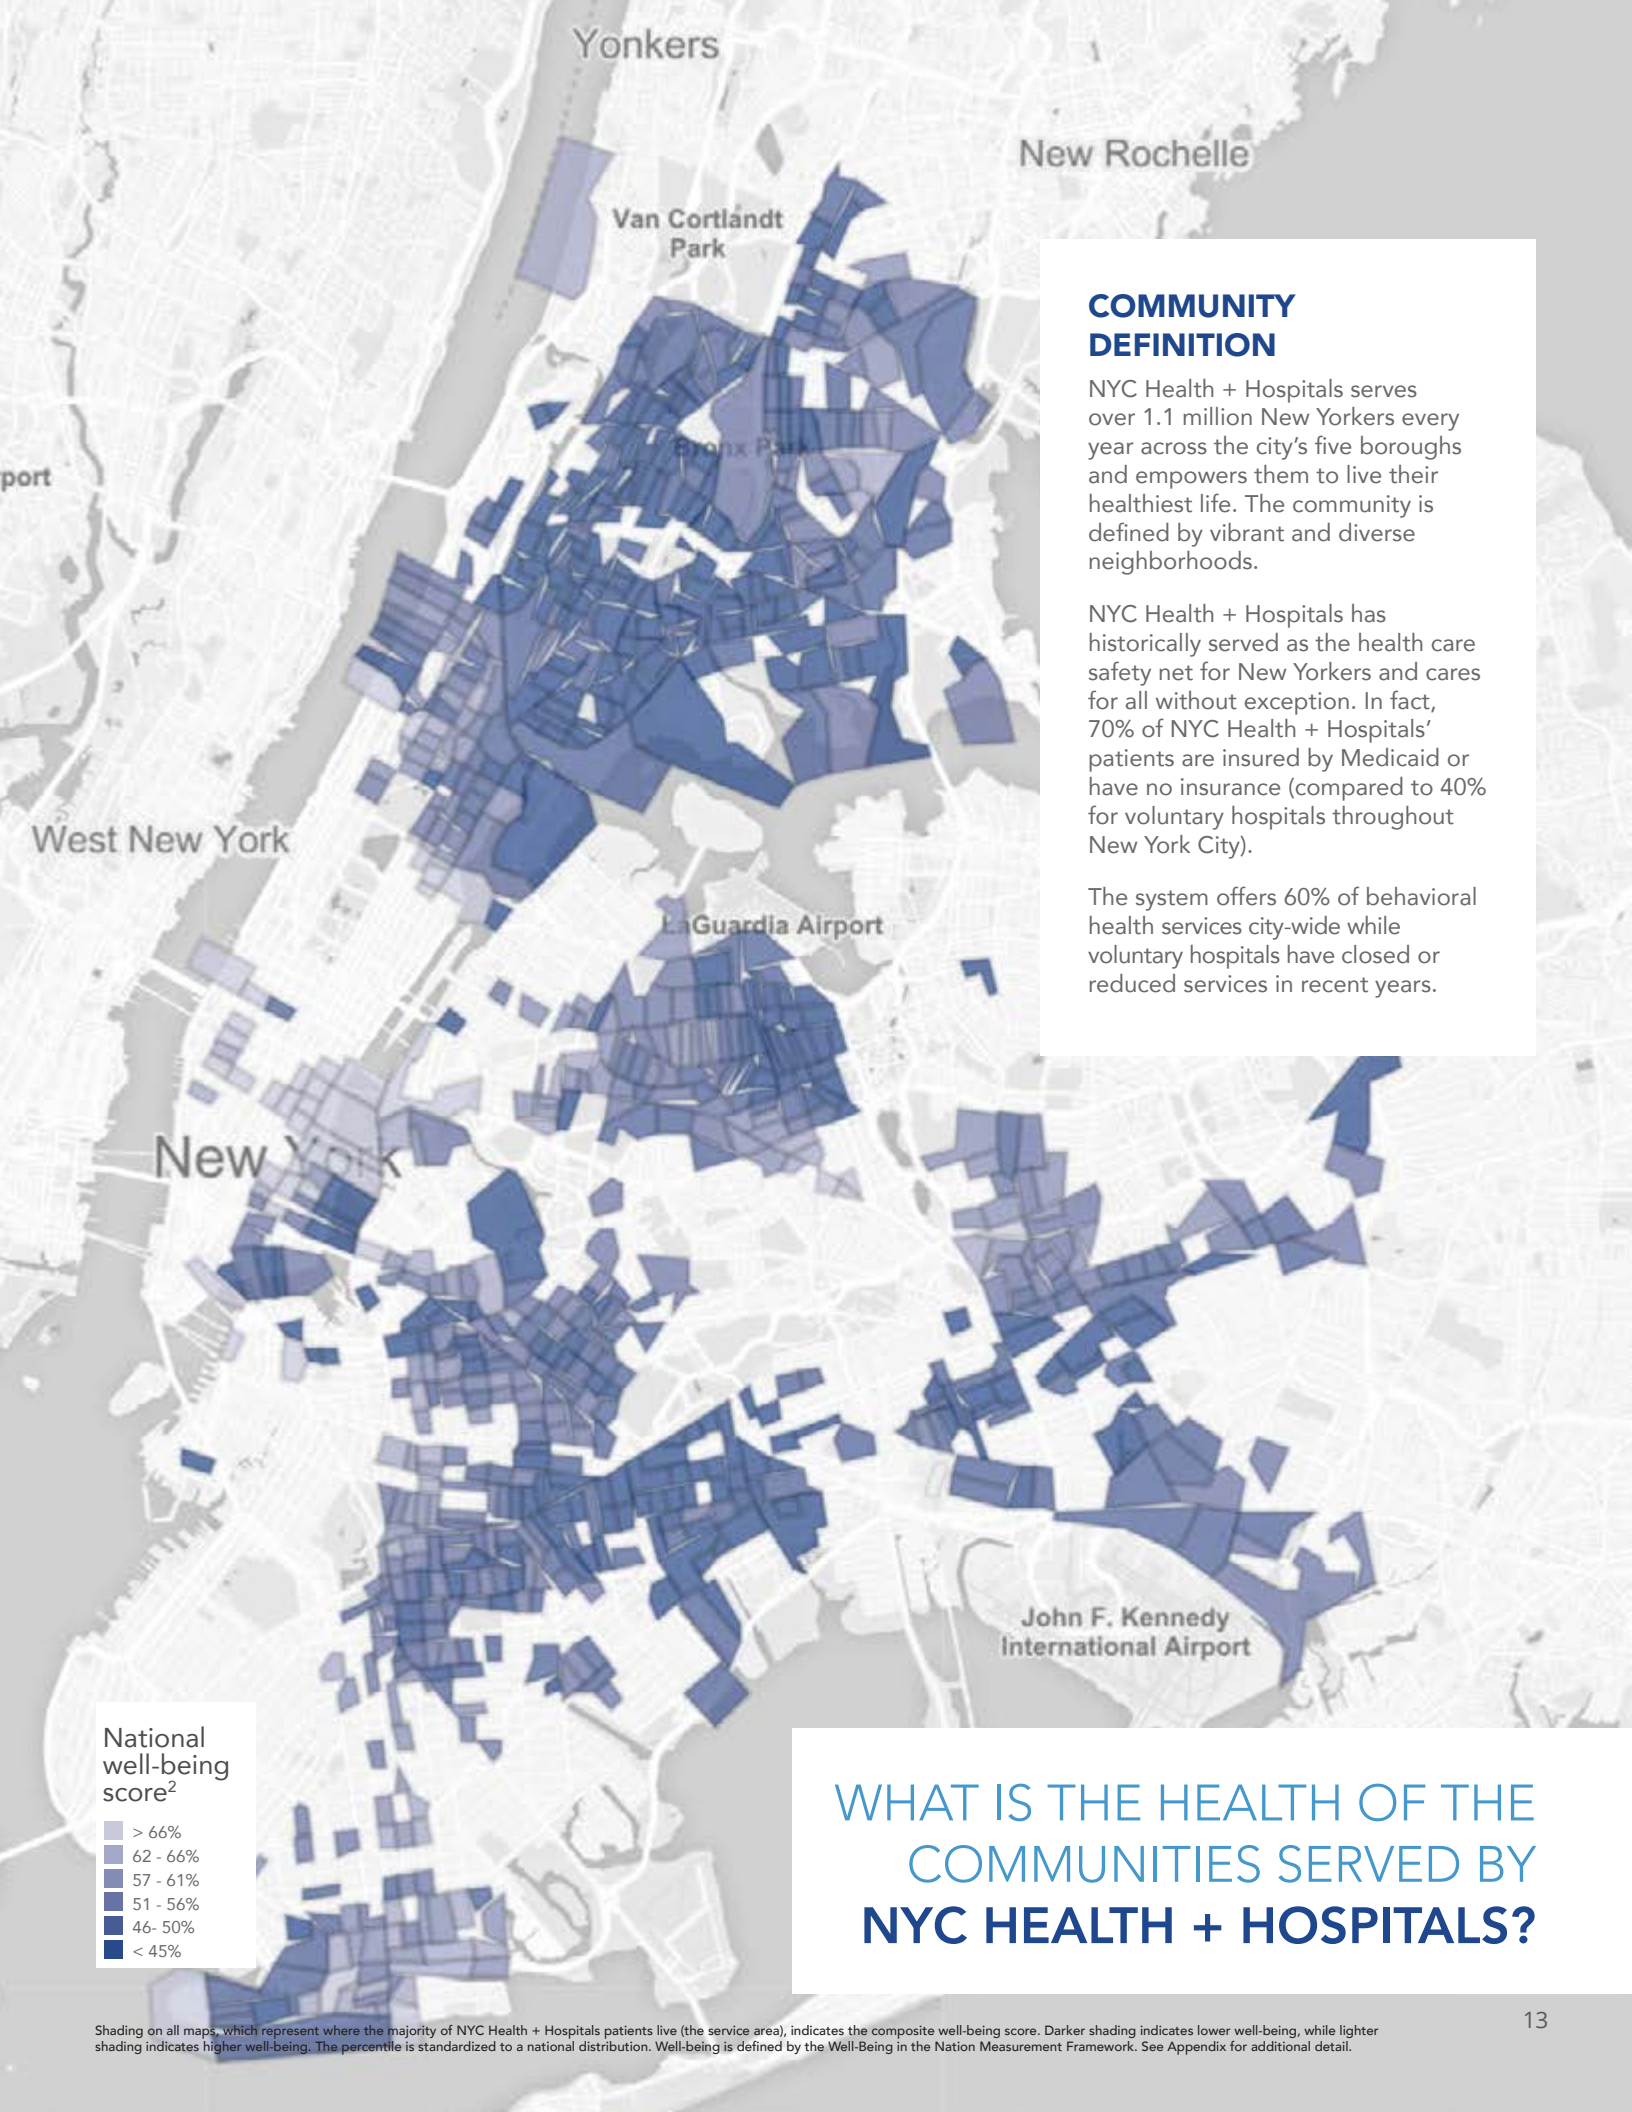 Yonkers
New Rochelle
Van Cortlandt
Park
COMMUNITY
DEFINITION
NYC Health + Hospitals serves
over 1.1 million New Yorkers every
year across the city's five boroughs
and empowers them to live their
healthiest life. The community is
defined by vibrant and diverse
neighborhoods.
NYC Health + Hospitals has
historically served as the health care
safety net for New Yorkers and cares
for all without exception. In fact,
70% of NYC Health + Hospitals'
patients are insured by Medicaid or
have no insurance (compared to 40%
for voluntary hospitals throughout
New York City).
The system offers 60% of behavioral
health services city-wide while
voluntary hospitals have closed or
reduced services in recent years.
Bronx Park
port
West New York
LaGuardia Airport
New York
John F. Kennedy
International Airport
National
well-being
score²
> 66%
62 - 66%
57 - 61%
51 - 56%
46- 50%
< 45%
WHAT IS THE HEALTH OF THE
COMMUNITIES SERVED BY
NYC HEALTH + HOSPITALS?
13
Shading on all maps, which represent where the majority of NYC Health + Hospitals patients live (the service area), indicates the composite well-being score. Darker shading indicates lower well-being, while lighter
shading indicates higher well-being. The percentile is standardized to a national distribution. Well-being is defined by the Well-Being in the Nation Measurement Framework. See Appendix for additional detail.